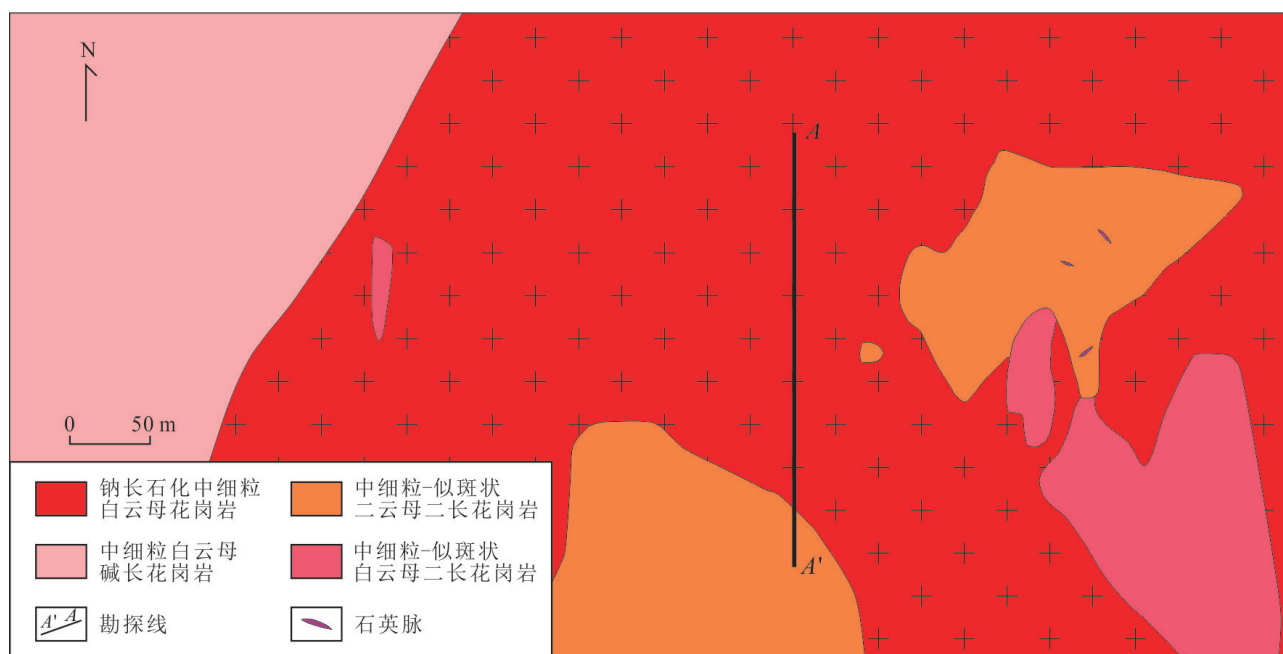 N
A
A'
0 50 m
钠长石化中细粒
白云母花岗岩
中细粒-似斑状
二云母二长花岗岩
中细粒白云母
碱长花岗岩
中细粒-似斑状
白云母二长花岗岩
A' A
勘探线
石英脉